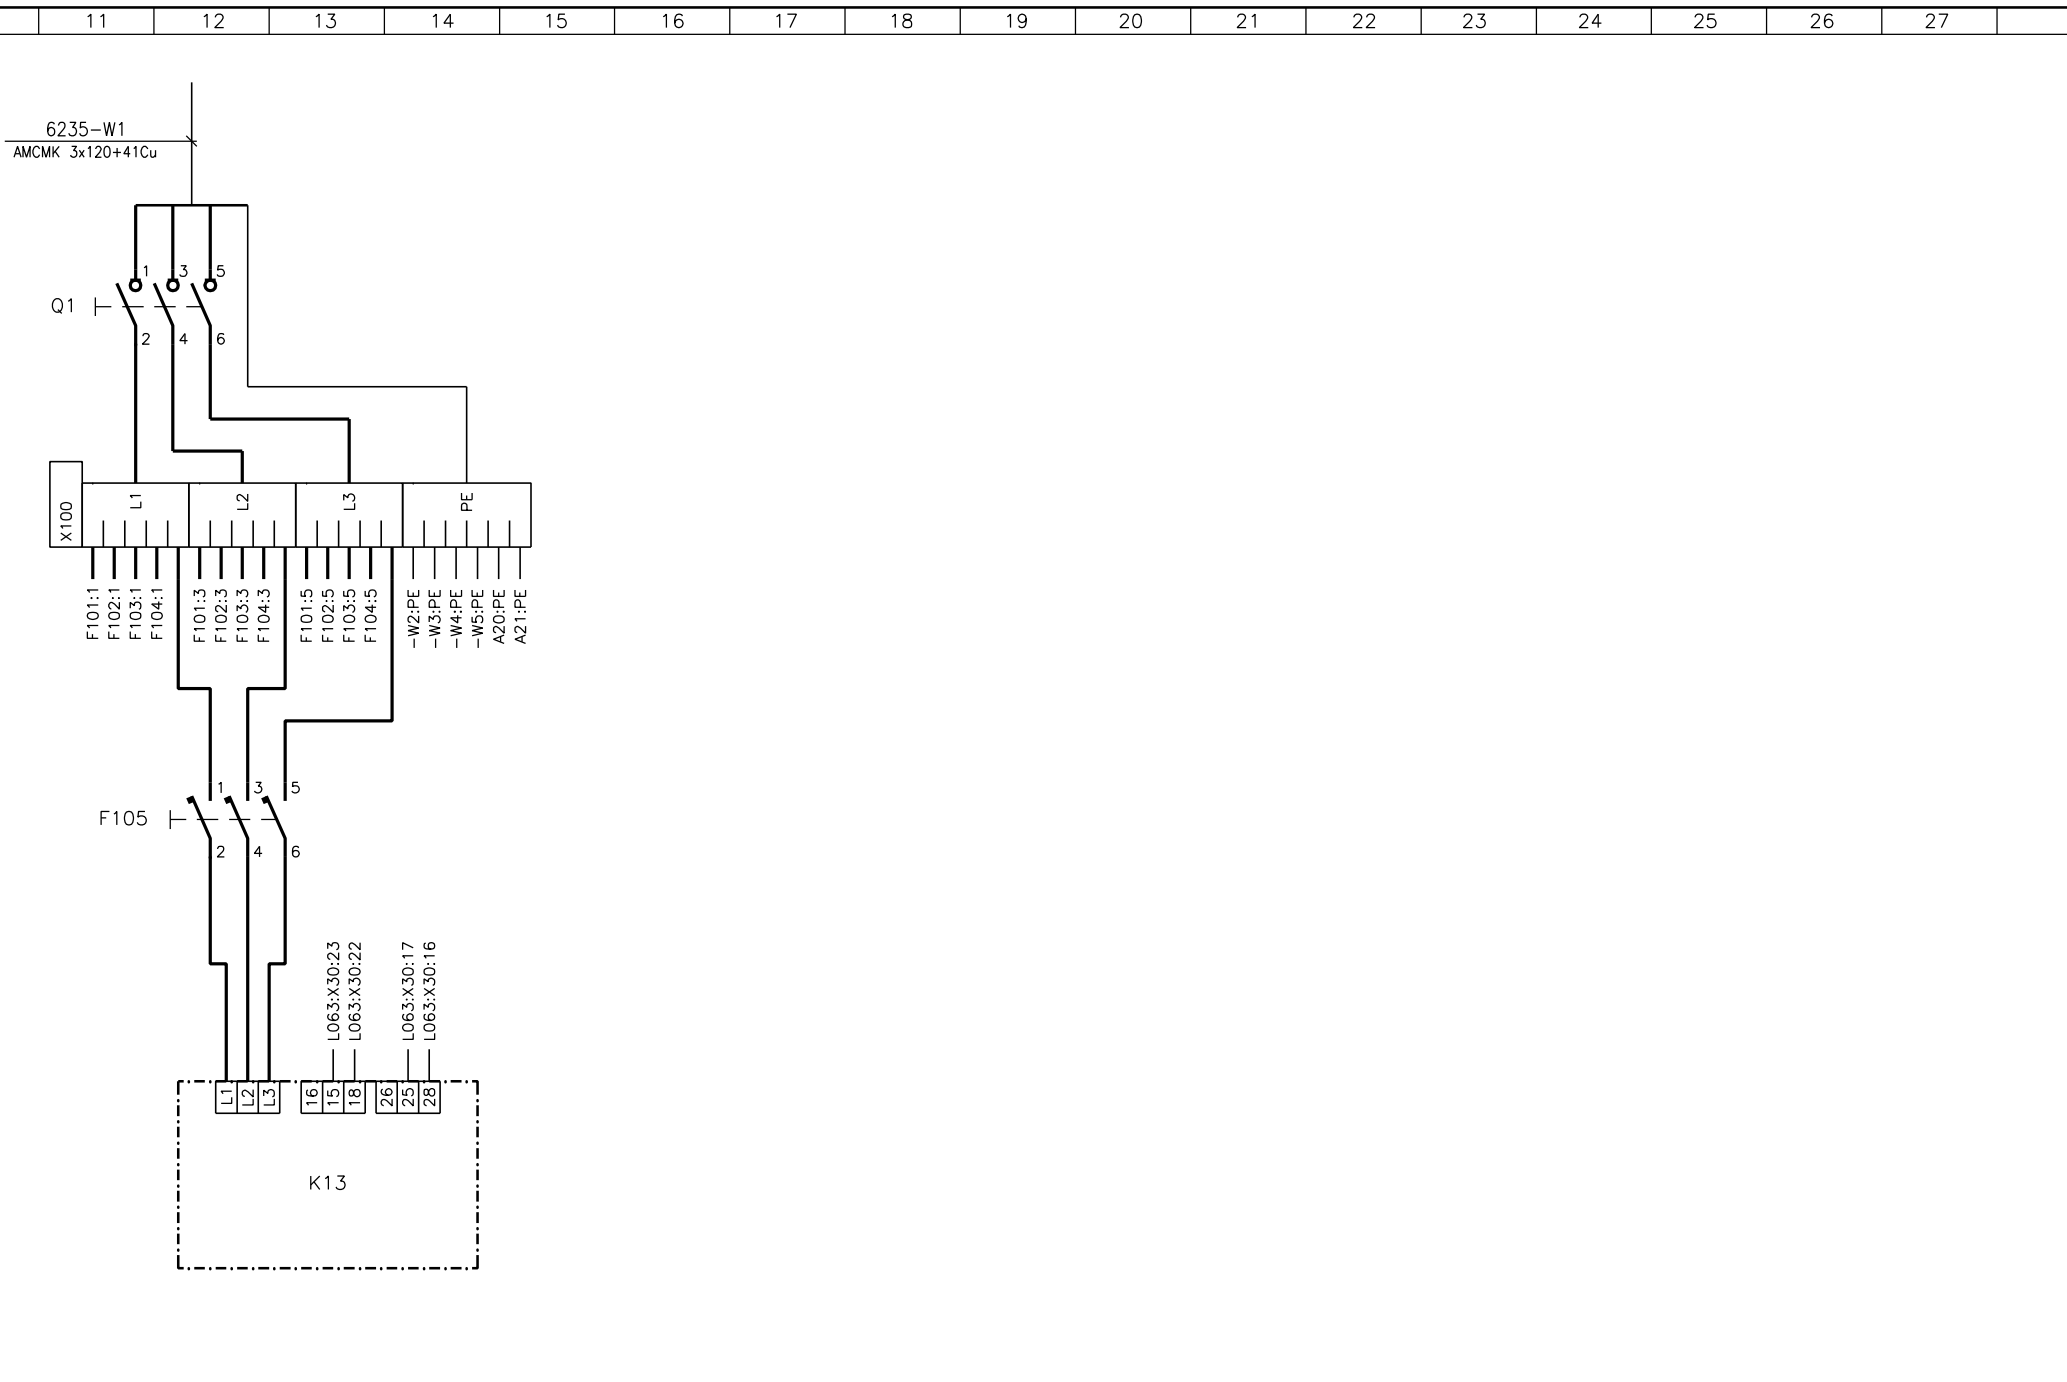 11 12 13 14 15 16 17 18 19 20 21 22 23 24 25 26 27
6235-W1
AMCMK 3x120+41Cu
1 3 5
Q1
2 4 6
X100 L1 L2 L3 PE
F101:1 F102:1 F103:1 F104:1 F101:3 F102:3 F103:3 F104:3 F101:5 F102:5 F103:5 F104:5 -W2:PE -W3:PE -W4:PE -W5:PE A20:PE A21:PE
1 3 5
F105
2 4 6
L063:X30:23 L063:X30:22 L063:X30:17 L063:X30:16
L1 L2 L3 16 15 18 26 25 28
K13